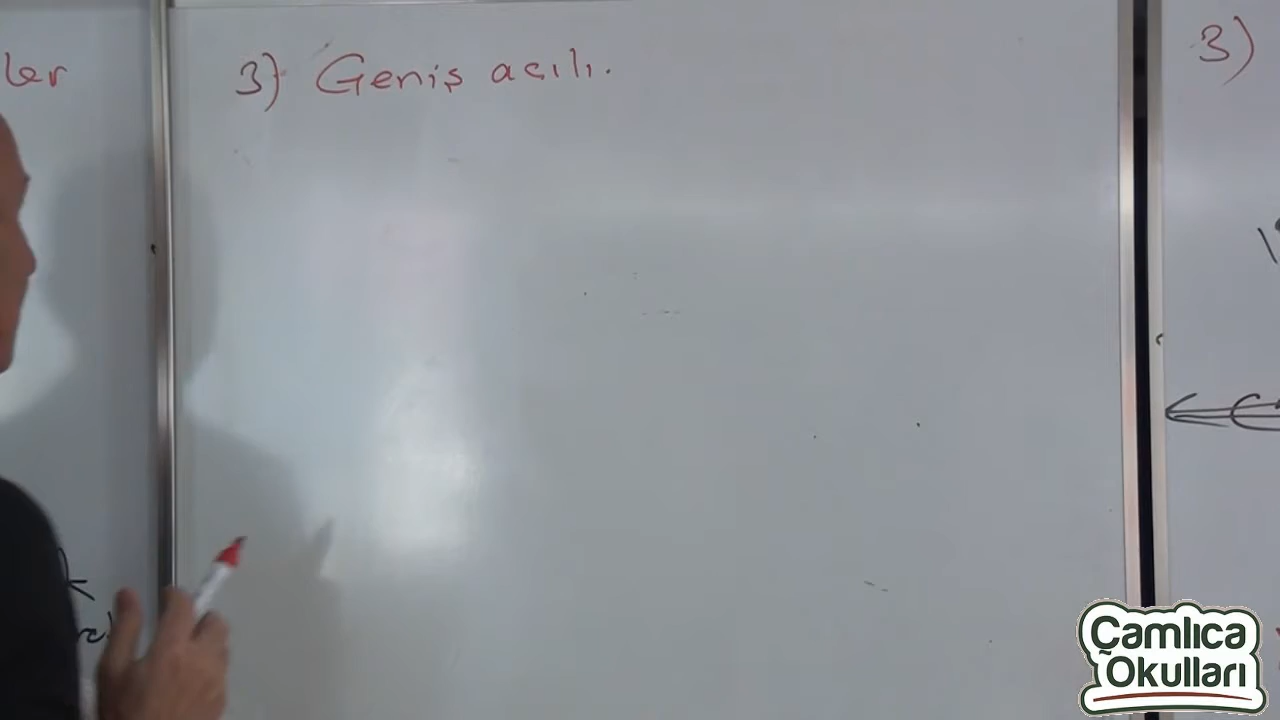 ler
3) Geniş açılı.
3)
Çamlıca
Okulları